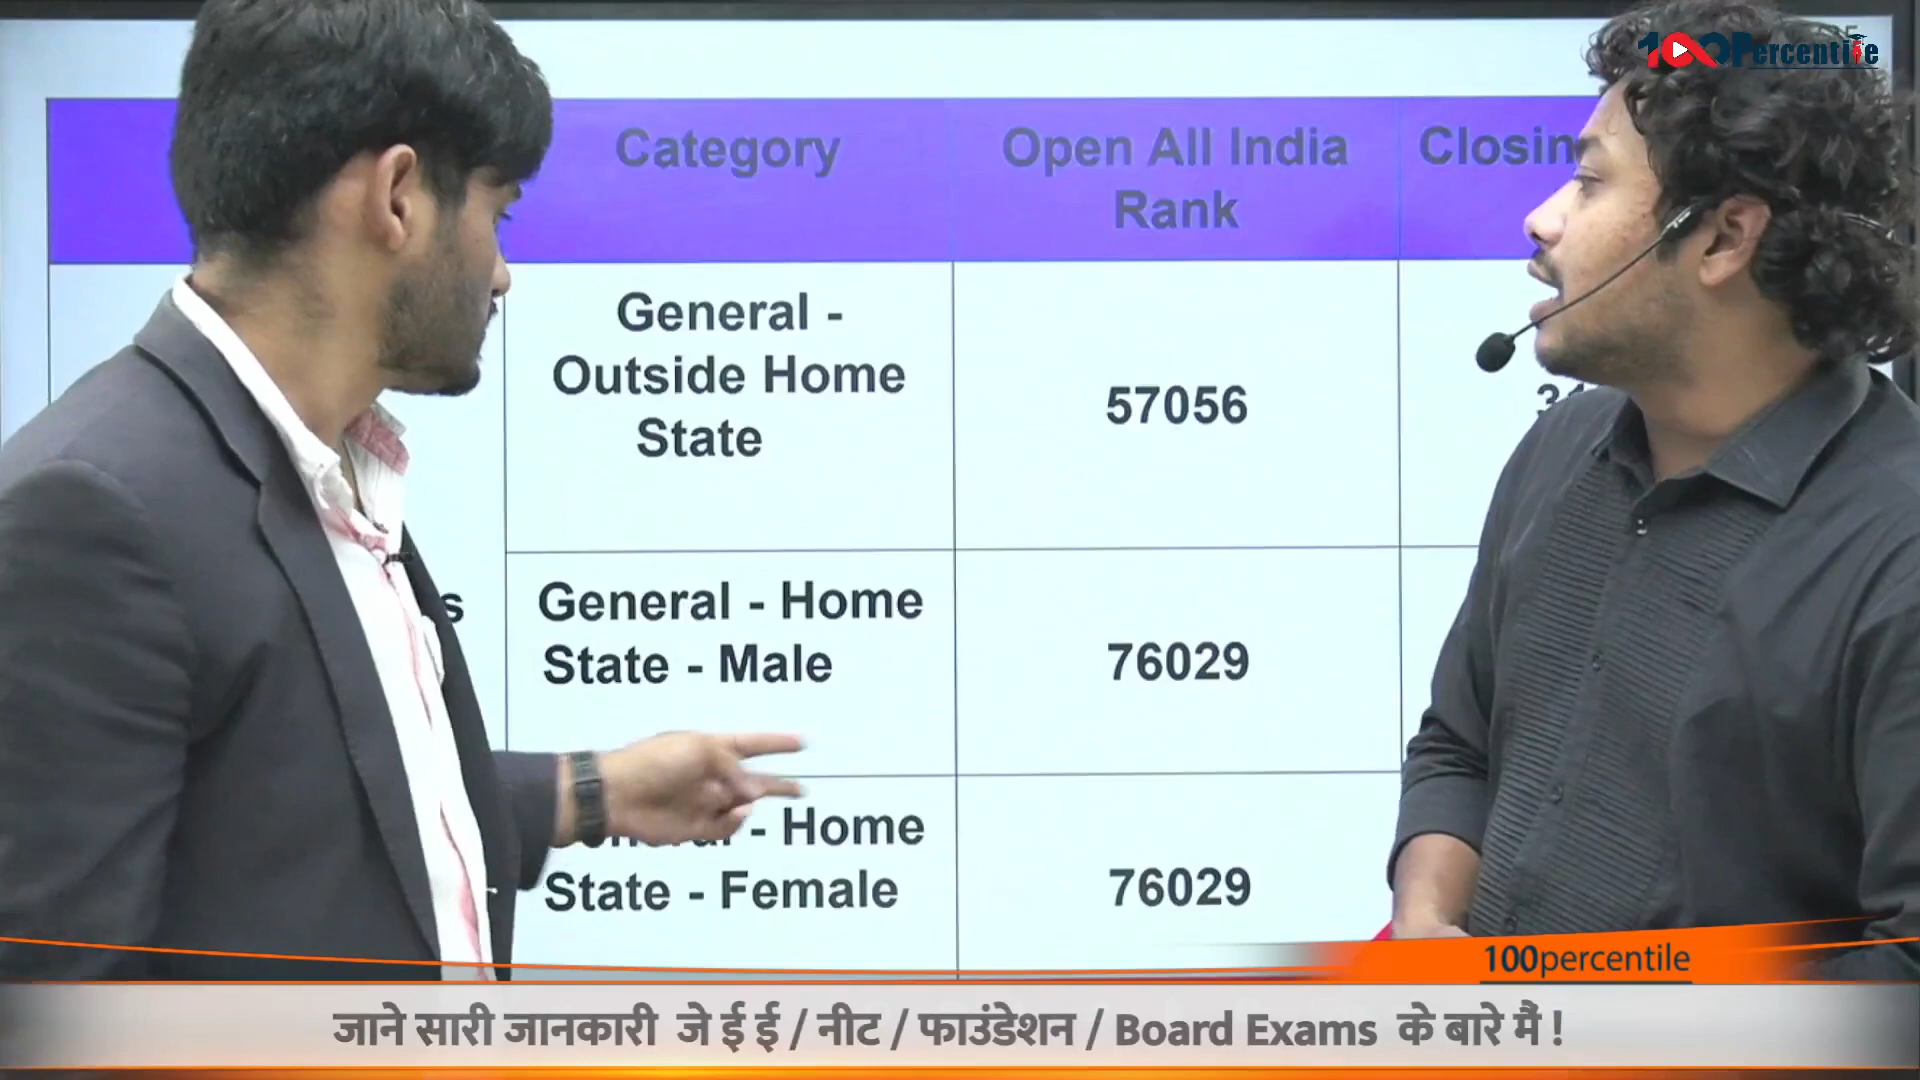 100Percentile
Category
Open All India
Rank
General -
Outside Home
State
57056
General - Home
State - Male
76029
- Home
State - Female
76029
100percentile
जाने सारी जानकारी जे ई ई / नीट / फाउंडेशन / Board Exams के बारे मैं !